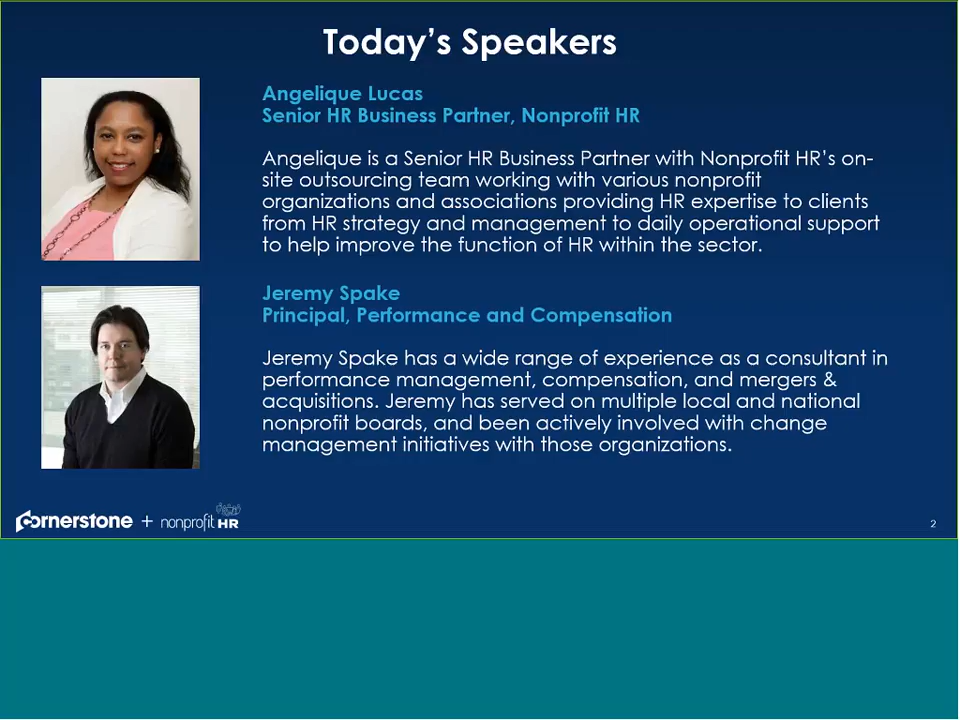 Today's Speakers
Angelique Lucas
Senior HR Business Partner, Nonprofit HR
Angelique is a Senior HR Business Partner with Nonprofit HR's on-
site outsourcing team working with various nonprofit
organizations and associations providing HR expertise to clients
from HR strategy and management to daily operational support
to help improve the function of HR within the sector.
Jeremy Spake
Principal, Performance and Compensation
Jeremy Spake has a wide range of experience as a consultant in
performance management, compensation, and mergers &
acquisitions. Jeremy has served on multiple local and national
nonprofit boards, and been actively involved with change
management initiatives with those organizations.
cornerstone + nonprofit HR
2